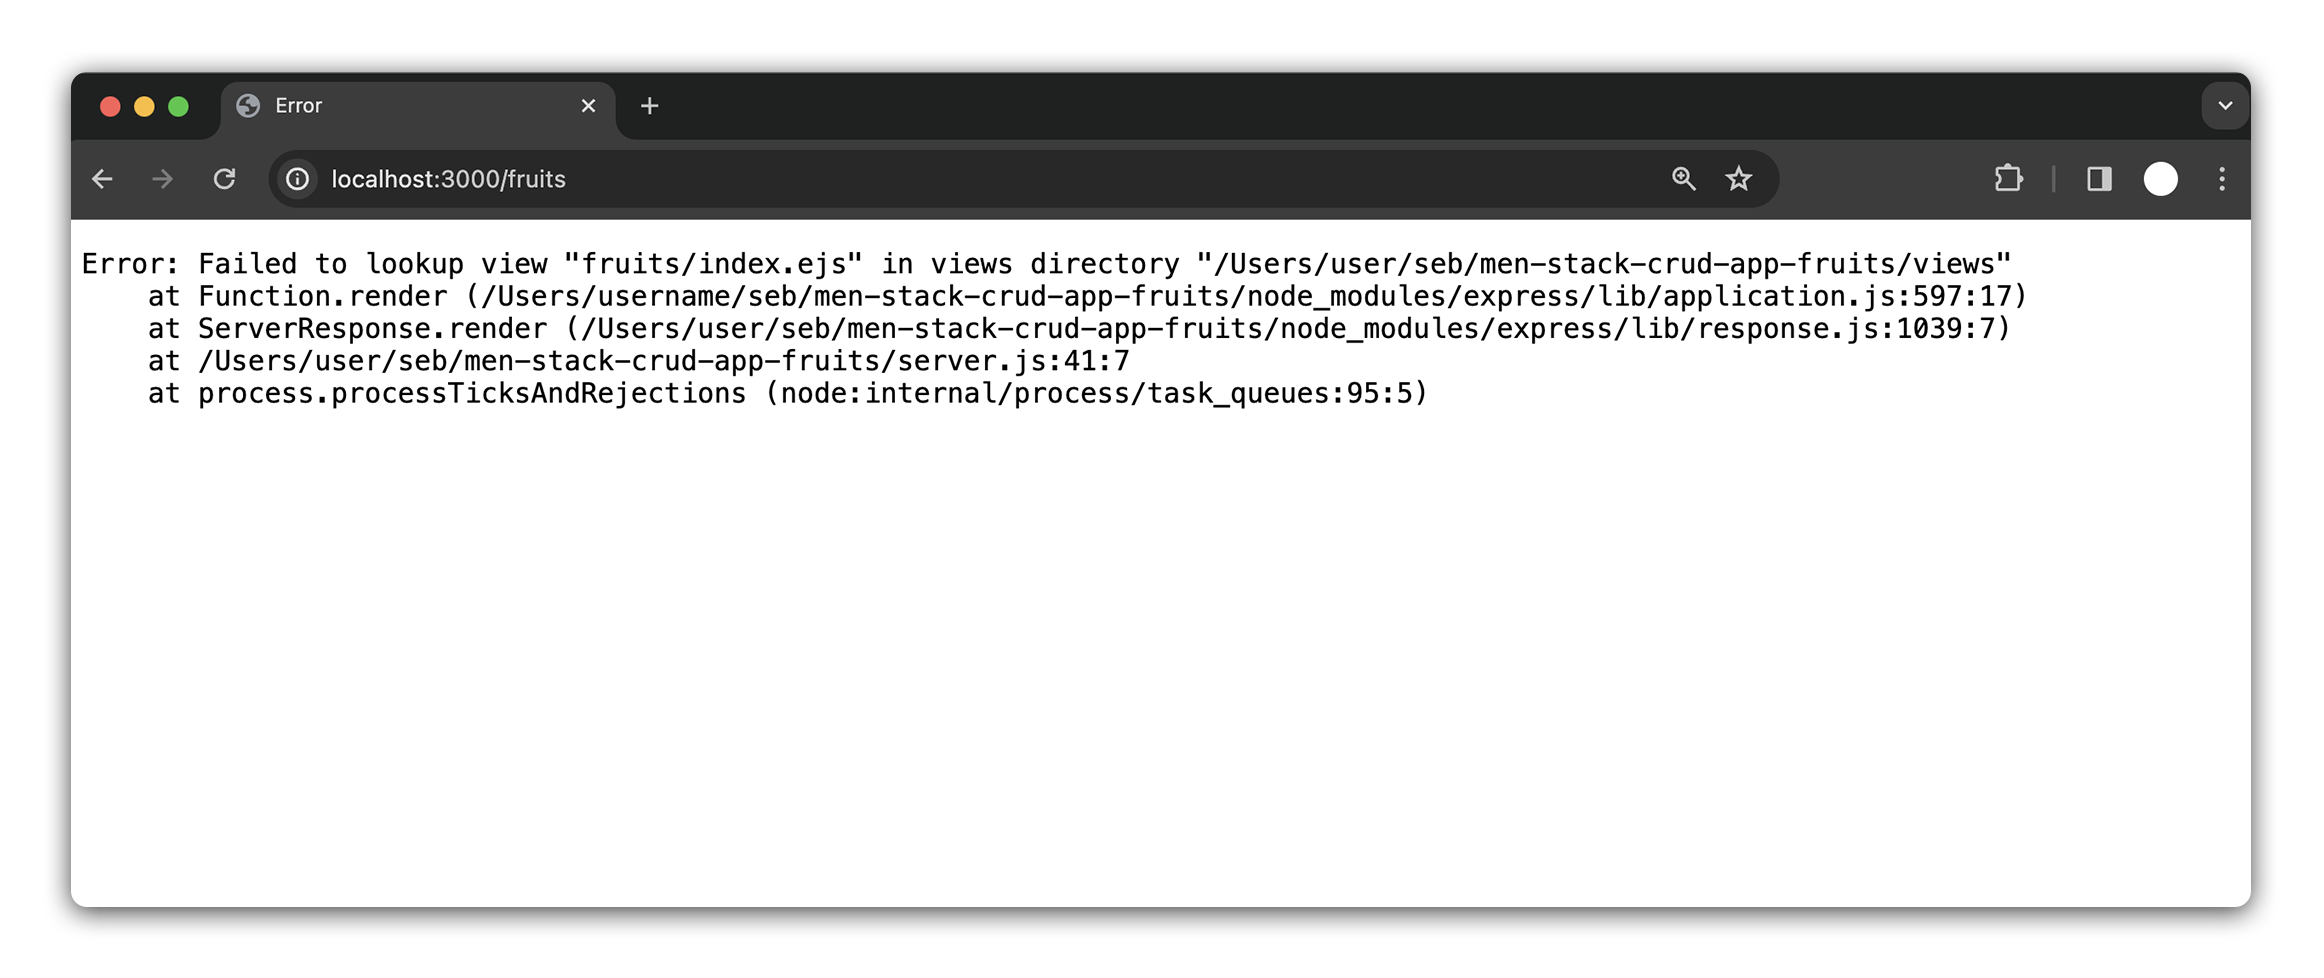 Error
localhost:3000/fruits
Error: Failed to lookup view "fruits/index.ejs" in views directory "/Users/user/seb/men-stack-crud-app-fruits/views"
    at Function.render (/Users/username/seb/men-stack-crud-app-fruits/node_modules/express/lib/application.js:597:17)
    at ServerResponse.render (/Users/user/seb/men-stack-crud-app-fruits/node_modules/express/lib/response.js:1039:7)
    at /Users/user/seb/men-stack-crud-app-fruits/server.js:41:7
    at process.processTicksAndRejections (node:internal/process/task_queues:95:5)